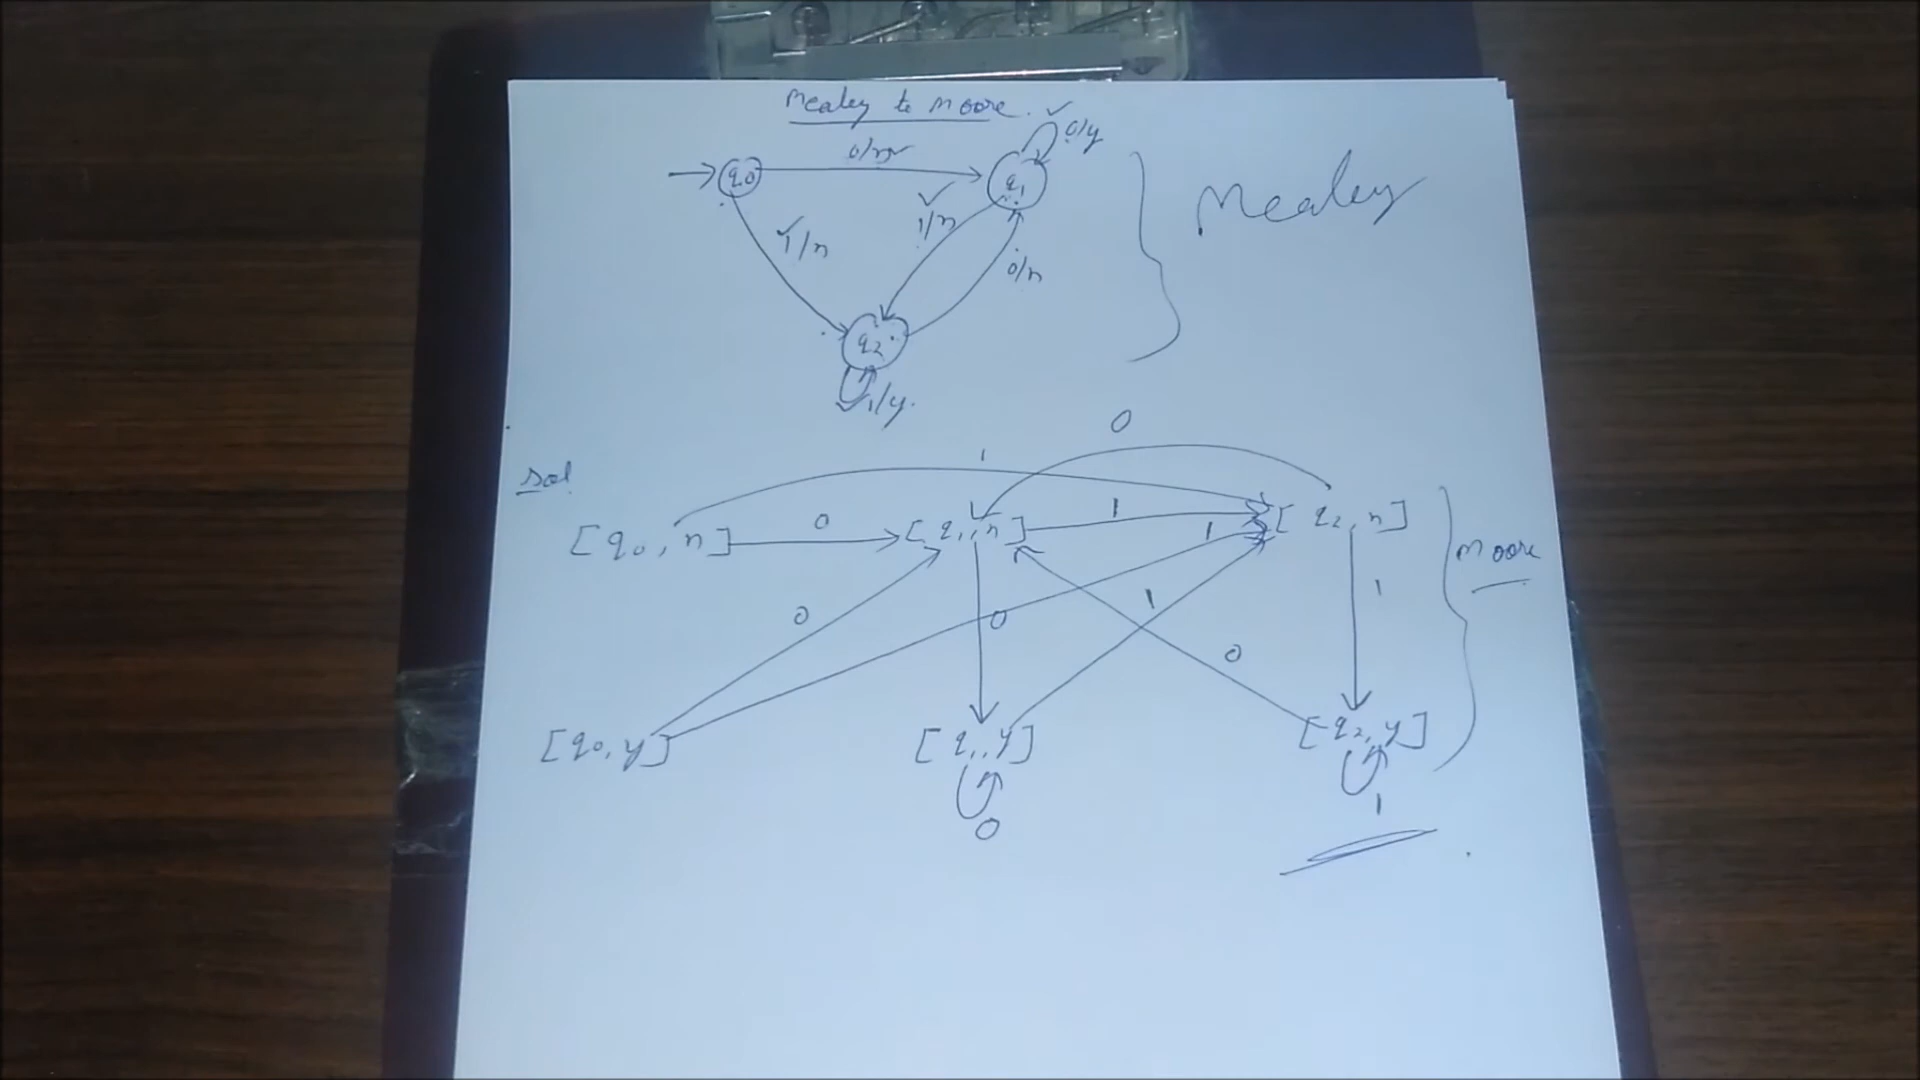 Mealey to Moore.
0/n
0/y
q0
q1
Mealey
1/n
1/n
0/n
q2
1/y.
0
1
Sol
[q0, n]
0
[q1, n]
1
1
[q2, n]
Moore
0
0
1
0
1
[q0, y]
[q1, y]
[q2, y]
0
1